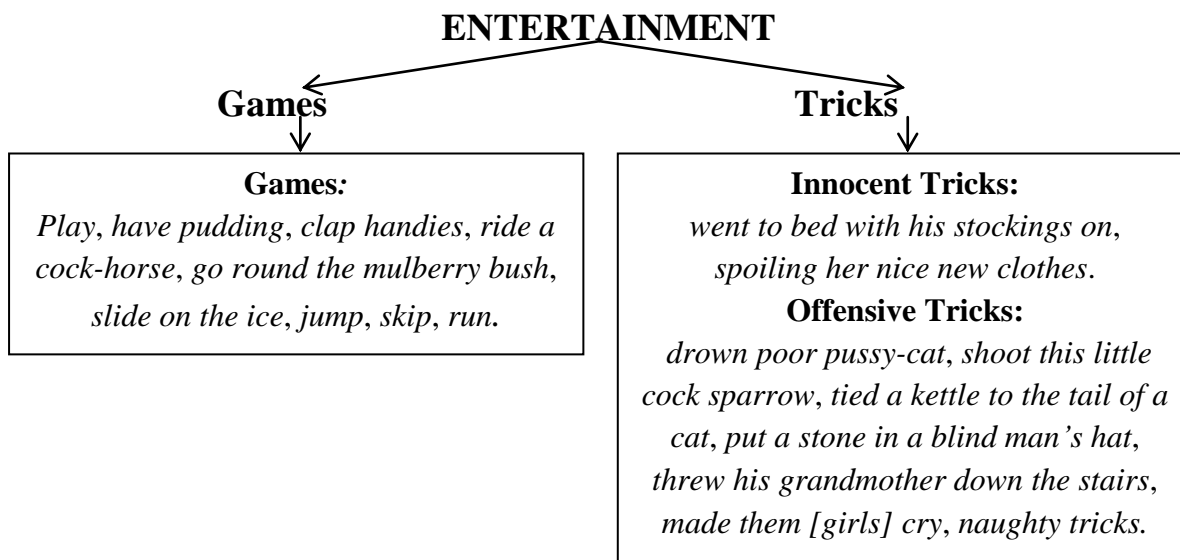 ENTERTAINMENT
Games
Tricks
Games:
Play, have pudding, clap handies, ride a
cock-horse, go round the mulberry bush,
slide on the ice, jump, skip, run.
Innocent Tricks:
went to bed with his stockings on,
spoiling her nice new clothes.
Offensive Tricks:
drown poor pussy-cat, shoot this little
cock sparrow, tied a kettle to the tail of a
cat, put a stone in a blind man’s hat,
threw his grandmother down the stairs,
made them [girls] cry, naughty tricks.